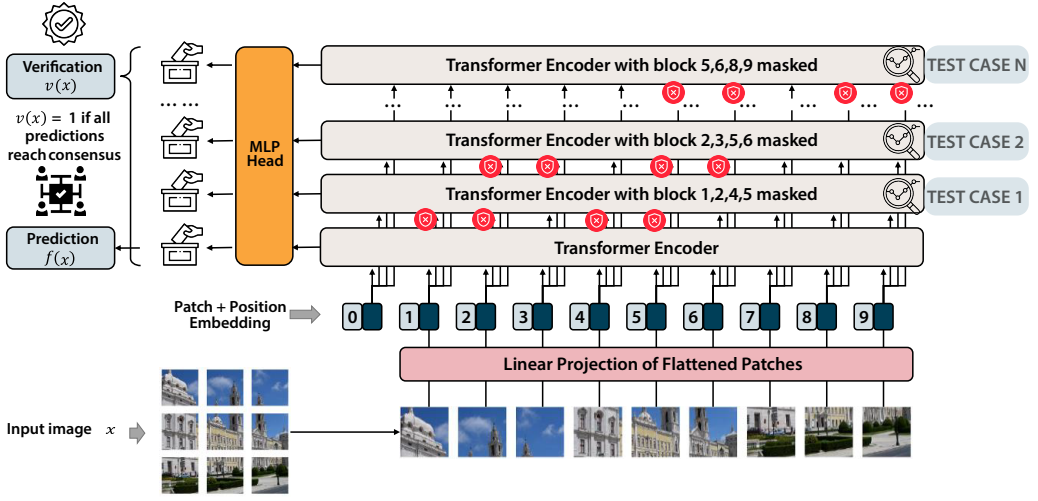 Verification
v(x)
v(x) = 1 if all
predictions
reach consensus
Prediction
f(x)
... ...
MLP
Head
Transformer Encoder with block 5,6,8,9 masked
TEST CASE N
... ... ... ... ... ... ... ... ...
Transformer Encoder with block 2,3,5,6 masked
TEST CASE 2
Transformer Encoder with block 1,2,4,5 masked
TEST CASE 1
Transformer Encoder
Patch + Position
Embedding
0 1 2 3 4 5 6 7 8 9
Linear Projection of Flattened Patches
Input image x